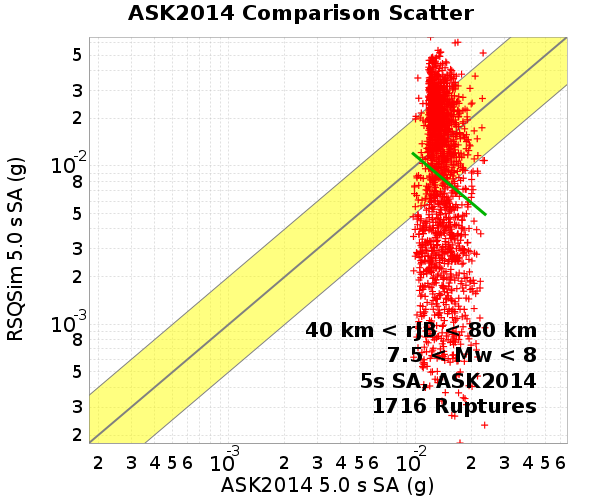 ASK2014 Comparison Scatter
RSQSim 5.0 s SA (g)
5
3
2
10^-2
8
5
3
2
10^-3
8
5
3
2
40 km < rJB < 80 km
7.5 < Mw < 8
5s SA, ASK2014
1716 Ruptures
2 3 4 5 6 10^-3 2 3 4 5 6 10^-2 2 3 4 5 6
ASK2014 5.0 s SA (g)